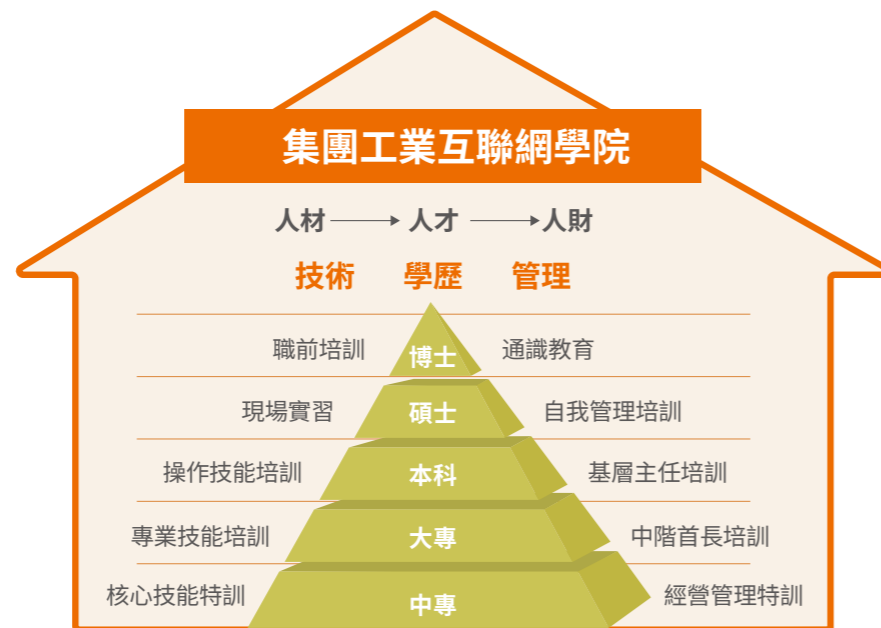 集團工業互聯網學院
人材 人才 人財
技術 學歷 管理
職前培訓 博士 通識教育
現場實習 碩士 自我管理培訓
操作技能培訓 本科 基層主任培訓
專業技能培訓 大專 中階首長培訓
核心技能特訓 中專 經營管理特訓